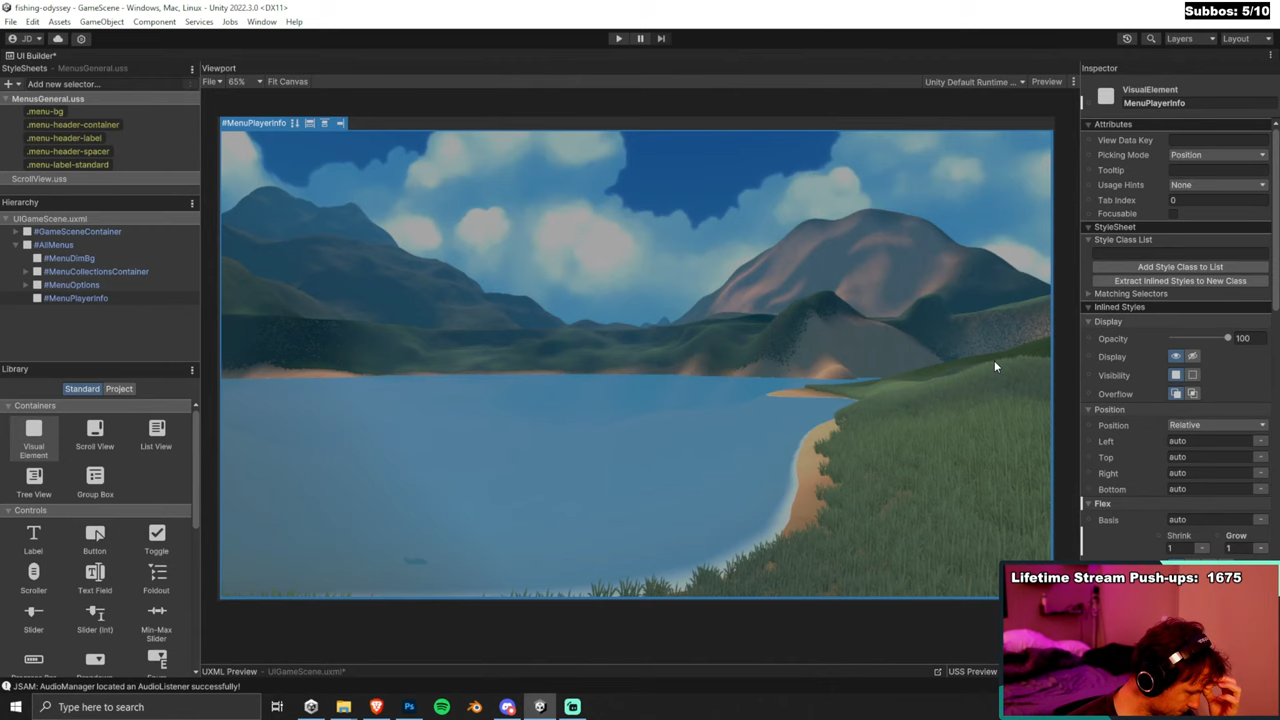 fishing-odyssey - GameScene - Windows, Mac, Linux - Unity 2022.3.0 <DX11>
Subbos: 5/10
File Edit Assets GameObject Component Services Jobs Window Help
JD
Layers
Layout
UI Builder*
StyleSheets MenusGeneral.uss
Add new selector...
MenusGeneral.uss
.menu-bg
.menu-header-container
.menu-header-label
.menu-header-spacer
.menu-label-standard
ScrollView.uss
Hierarchy
UIGameScene.uxml
#GameSceneContainer
#AllMenus
#MenuDimBg
#MenuCollectionsContainer
#MenuOptions
#MenuPlayerInfo
Library
Standard Project
Containers
Visual Element
Scroll View
List View
Tree View
Group Box
Controls
Label
Button
Toggle
Scroller
Text Field
Foldout
Slider
Slider (Int)
Min-Max Slider
Viewport
File 65% Fit Canvas
Unity Default Runtime ... Preview
#MenuPlayerInfo
UXML Preview UIGameScene.uxml*
USS Preview
Inspector
VisualElement
MenuPlayerInfo
Attributes
View Data Key
Picking Mode Position
Tooltip
Usage Hints None
Tab Index 0
Focusable
StyleSheet
Style Class List
Add Style Class to List
Extract Inlined Styles to New Class
Matching Selectors
Inlined Styles
Display
Opacity 100
Display
Visibility
Overflow
Position
Position Relative
Left auto
Top auto
Right auto
Bottom auto
Flex
Basis auto
Shrink Grow
1 1
Lifetime Stream Push-ups: 1675
JSAM: AudioManager located an AudioListener successfully!
Type here to search